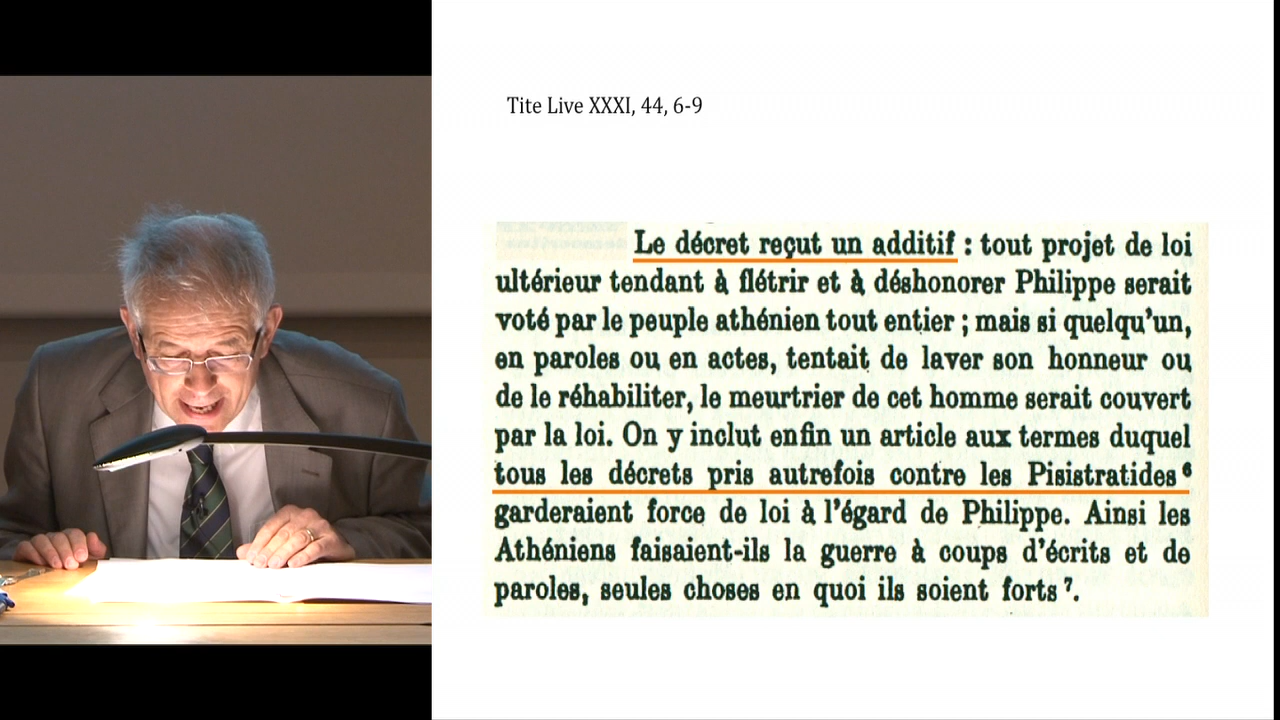 Tite Live XXXI, 44, 6-9
Le décret reçut un additif : tout projet de loi
ultérieur tendant à flétrir et à déshonorer Philippe serait
voté par le peuple athénien tout entier ; mais si quelqu'un,
en paroles ou en actes, tentait de laver son honneur ou
de le réhabiliter, le meurtrier de cet homme serait couvert
par la loi. On y inclut enfin un article aux termes duquel
tous les décrets pris autrefois contre les Pisistratides ⁶
garderaient force de loi à l'égard de Philippe. Ainsi les
Athéniens faisaient-ils la guerre à coups d'écrits et de
paroles, seules choses en quoi ils soient forts ⁷.